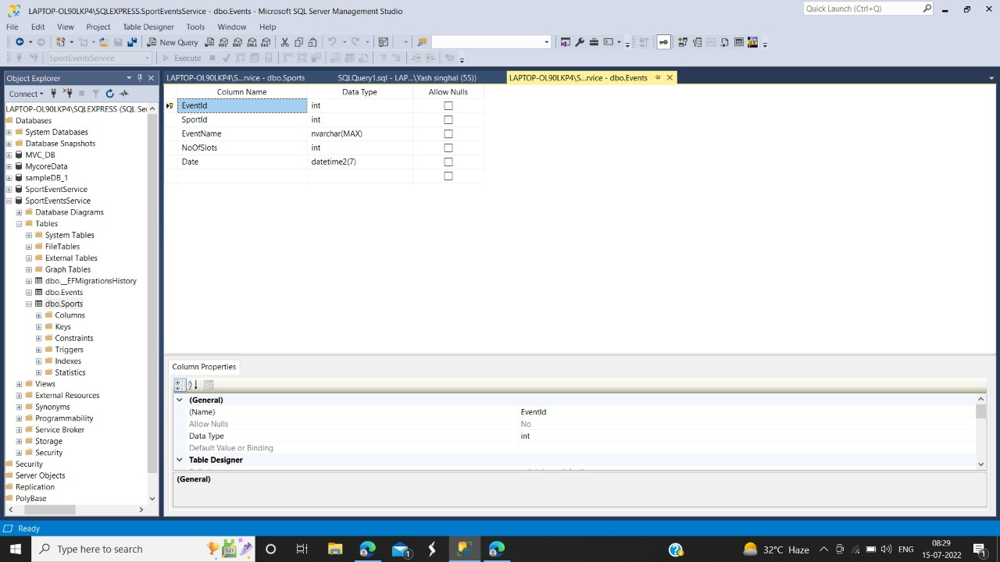 LAPTOP-OL90LKP4\SQLEXPRESS.SportEventsService - dbo.Events - Microsoft SQL Server Management Studio
Quick Launch (Ctrl+Q)
File Edit View Project Table Designer Tools Window Help
New Query
SportEventsService
Execute
Object Explorer
LAPTOP-OL90LKP4\S...rvice - dbo.Sports
SQLQuery1.sql - LAP...\Yash singhal (55))
LAPTOP-OL90LKP4\S...rvice - dbo.Events
Connect
LAPTOP-OL90LKP4\SQLEXPRESS (SQL Se
Databases
System Databases
Database Snapshots
MVC_DB
MycoreData
sampleDB_1
SportEventService
SportEventsService
Database Diagrams
Tables
System Tables
FileTables
External Tables
Graph Tables
dbo.__EFMigrationsHistory
dbo.Events
dbo.Sports
Columns
Keys
Constraints
Triggers
Indexes
Statistics
Views
External Resources
Synonyms
Programmability
Service Broker
Storage
Security
Security
Server Objects
Replication
PolyBase
Column Name Data Type Allow Nulls
EventId int
SportId int
EventName nvarchar(MAX)
NoOfSlots int
Date datetime2(7)
Column Properties
(General)
(Name) EventId
Allow Nulls No
Data Type int
Default Value or Binding
Table Designer
(General)
Ready
Type here to search
32°C Haze
ENG
08:29
15-07-2022